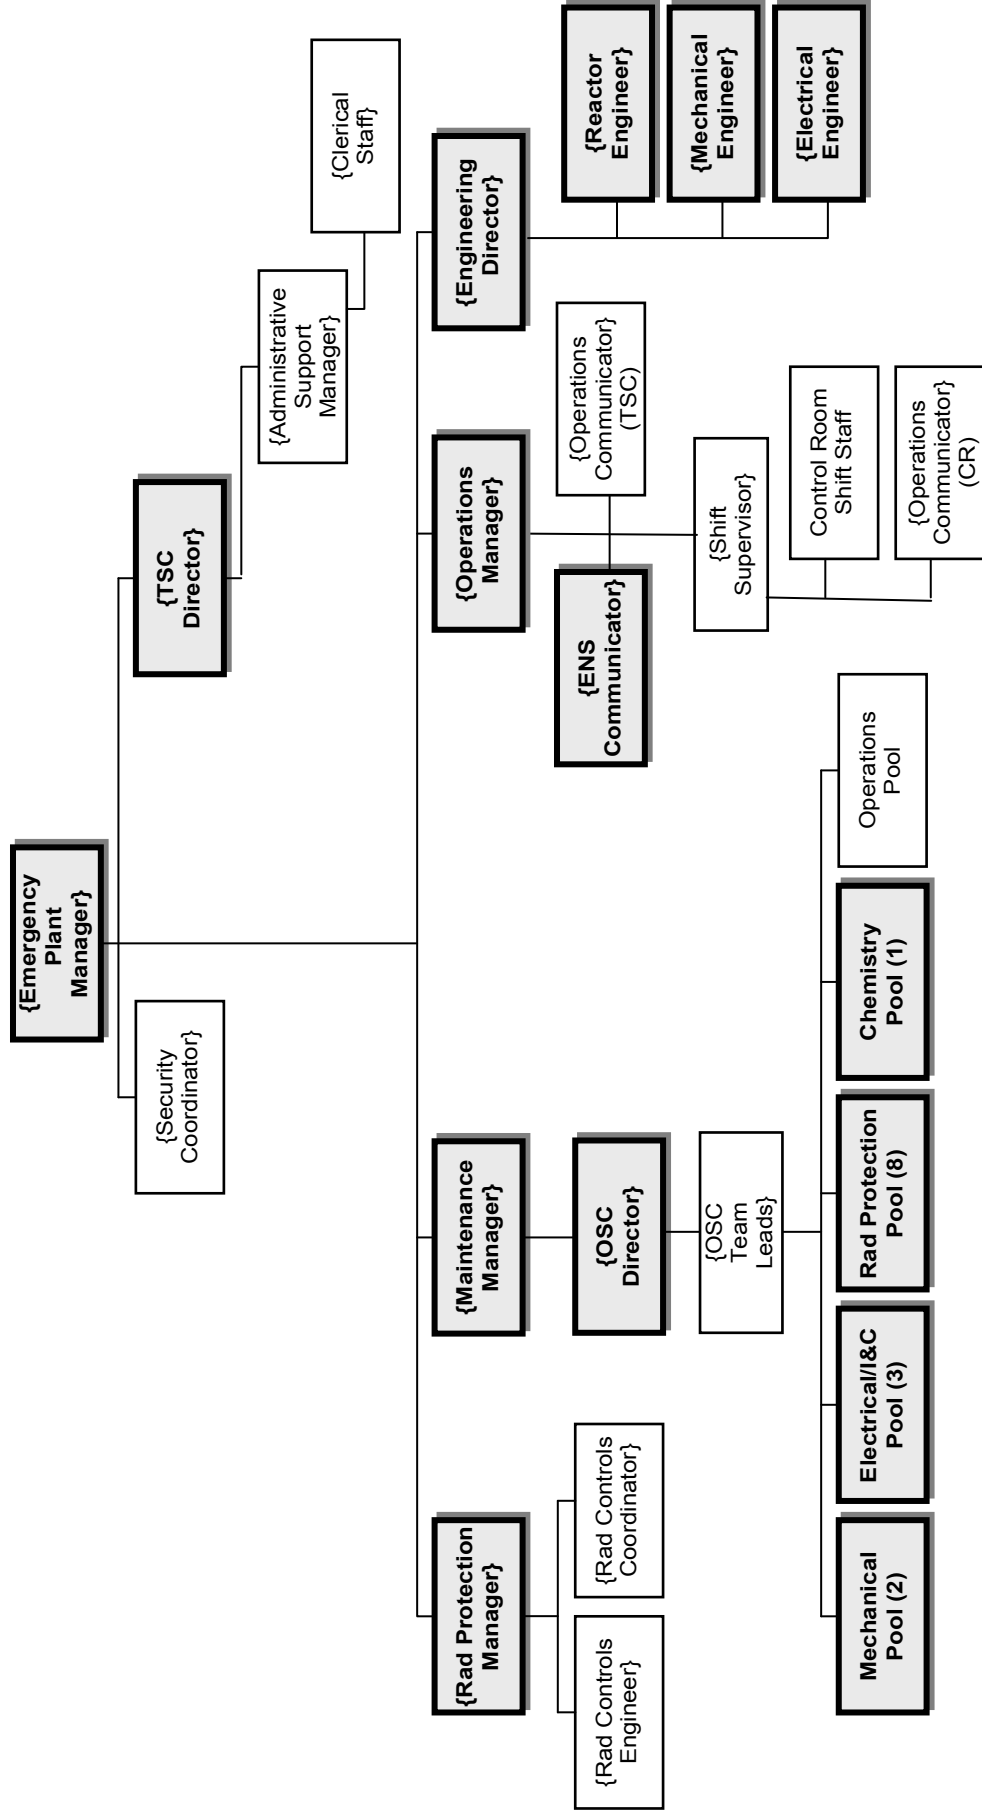 {Emergency
Plant
Manager}
{Security
Coordinator}
{TSC
Director}
{Administrative
Support
Manager}
{Clerical
Staff}
{Rad Protection
Manager}
{Maintenance
Manager}
{Operations
Manager}
{Engineering
Director}
{Rad Controls
Engineer}
{Rad Controls
Coordinator}
{OSC
Director}
{OSC
Team
Leads}
Mechanical
Pool (2)
Electrical/I&C
Pool (3)
Rad Protection
Pool (8)
Chemistry
Pool (1)
Operations
Pool
{ENS
Communicator}
{Operations
Communicator}
(TSC)
{Shift
Supervisor}
Control Room
Shift Staff
{Operations
Communicator}
(CR)
{Reactor
Engineer}
{Mechanical
Engineer}
{Electrical
Engineer}